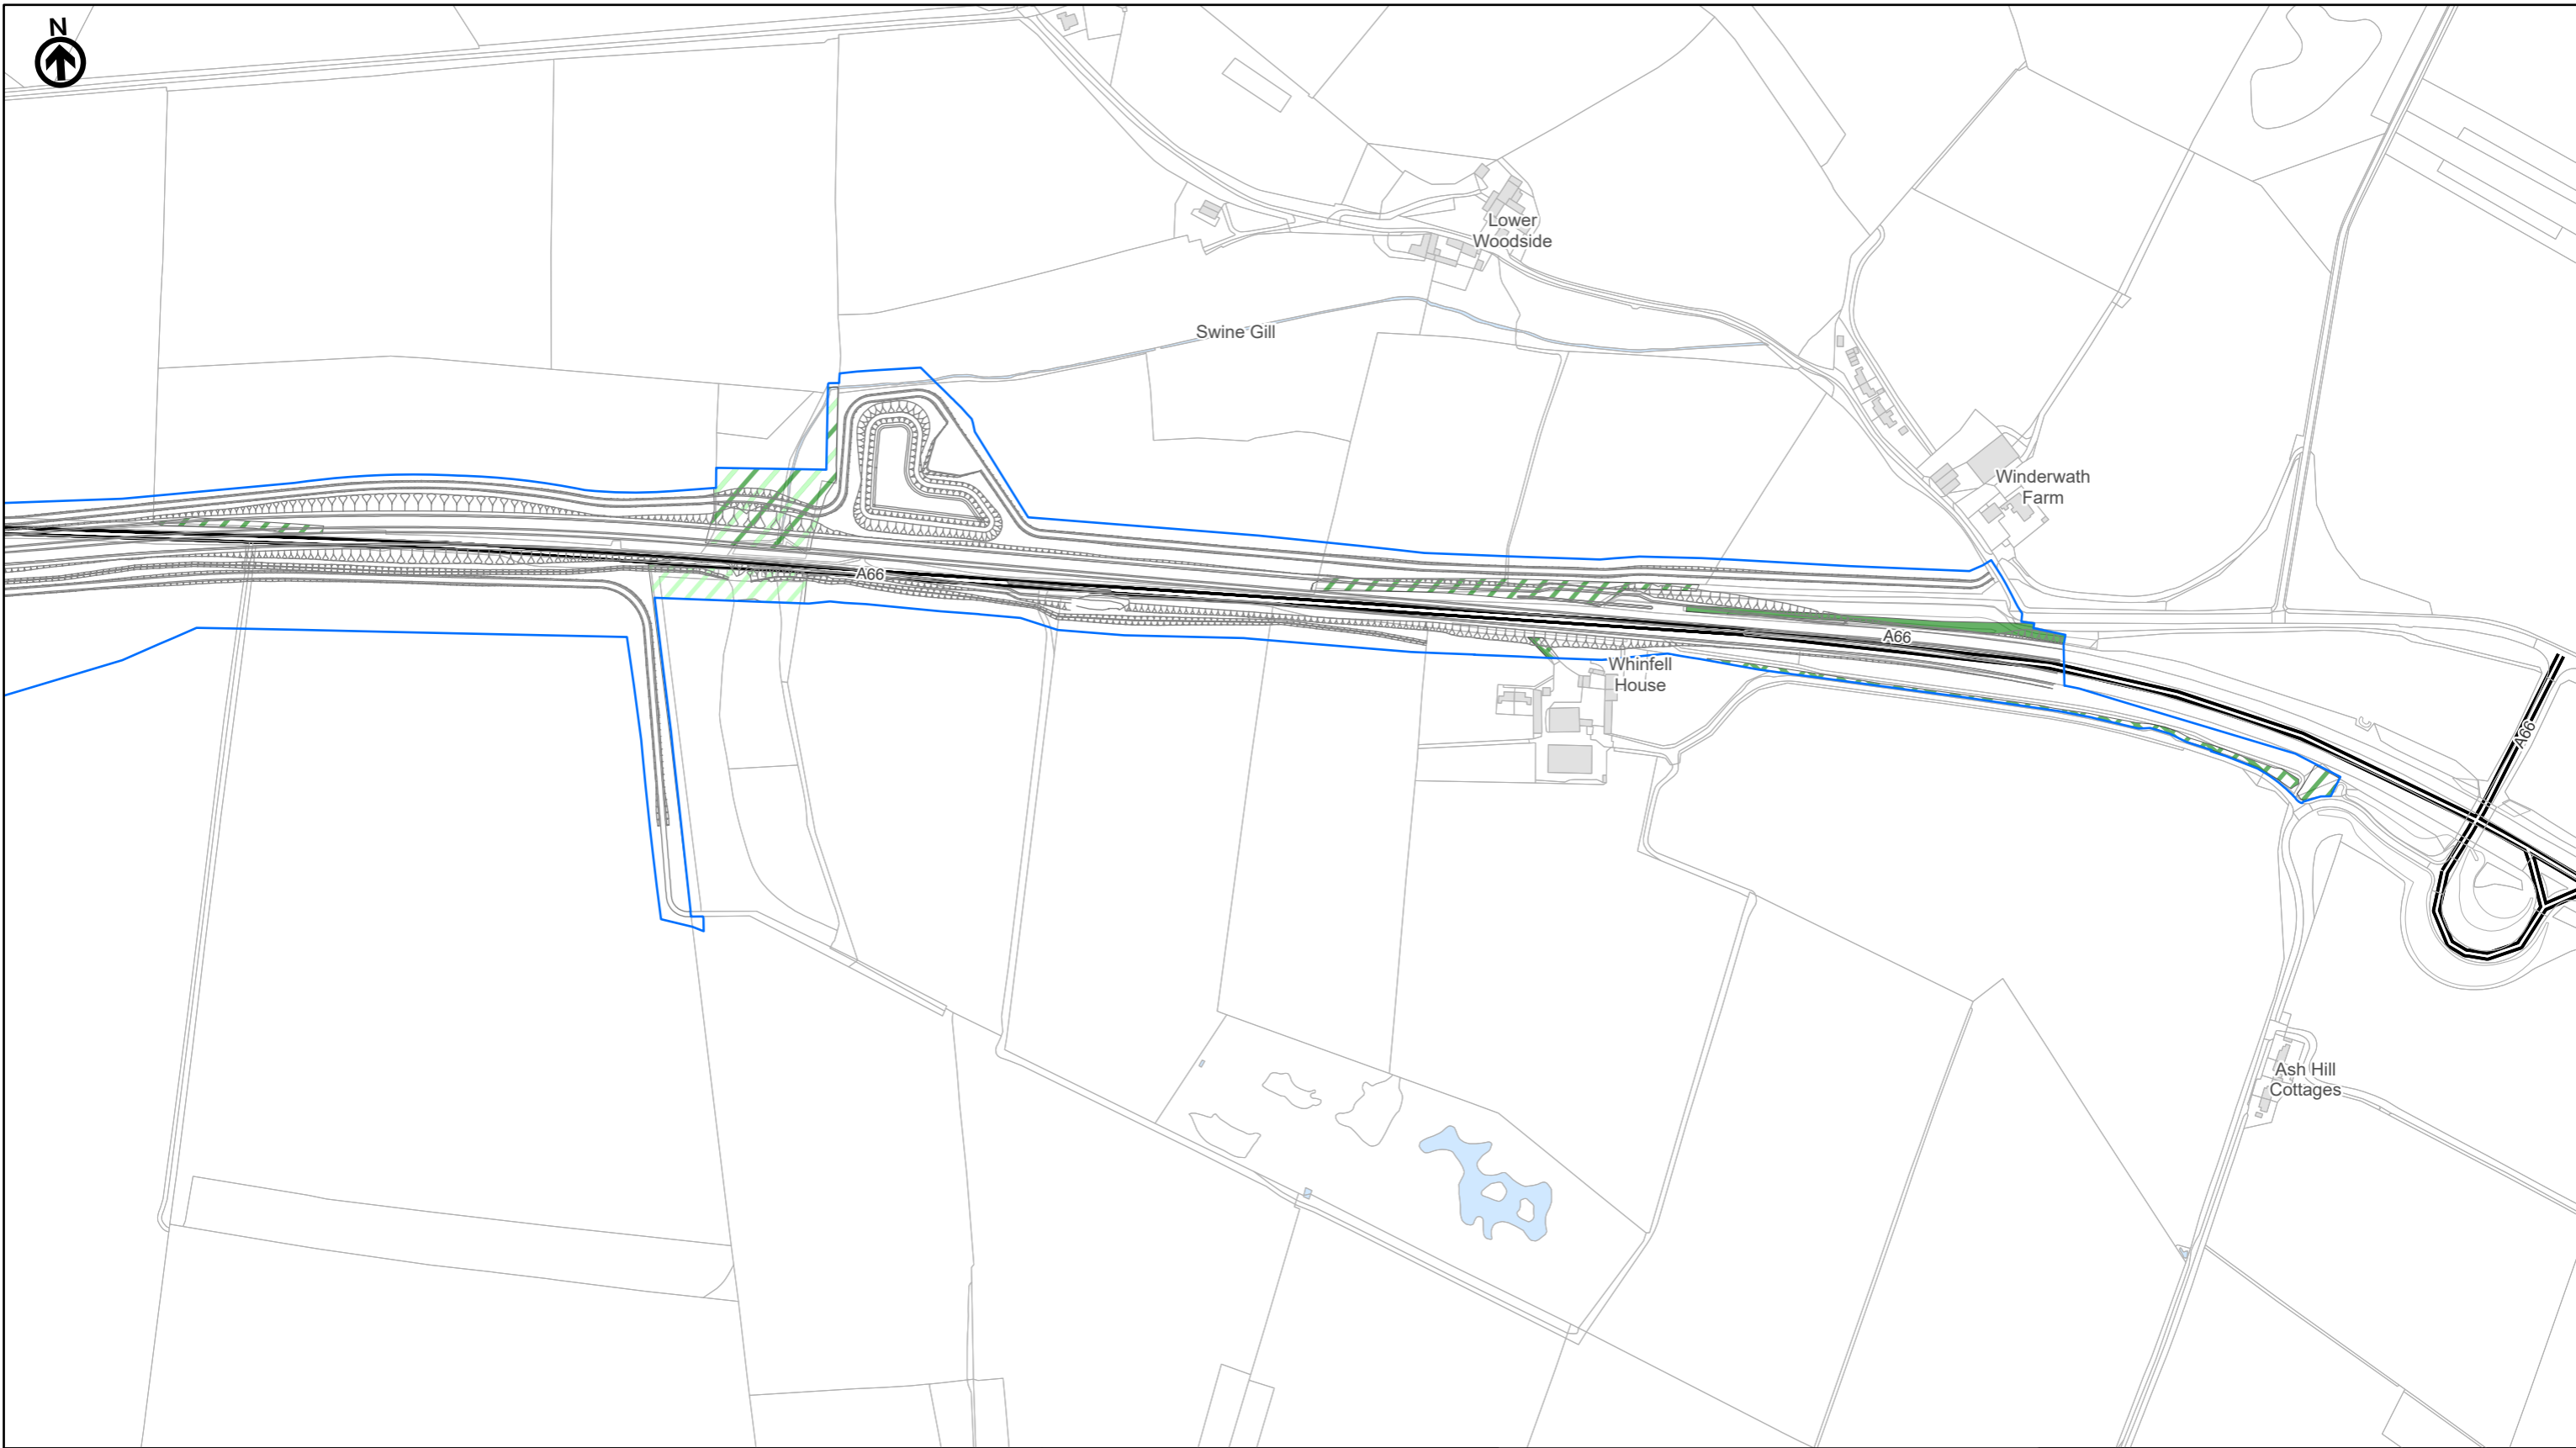 N
Lower
Woodside
Swine Gill
Winderwath
Farm
A66
A66
Whinfell
House
A66
Ash Hill
Cottages